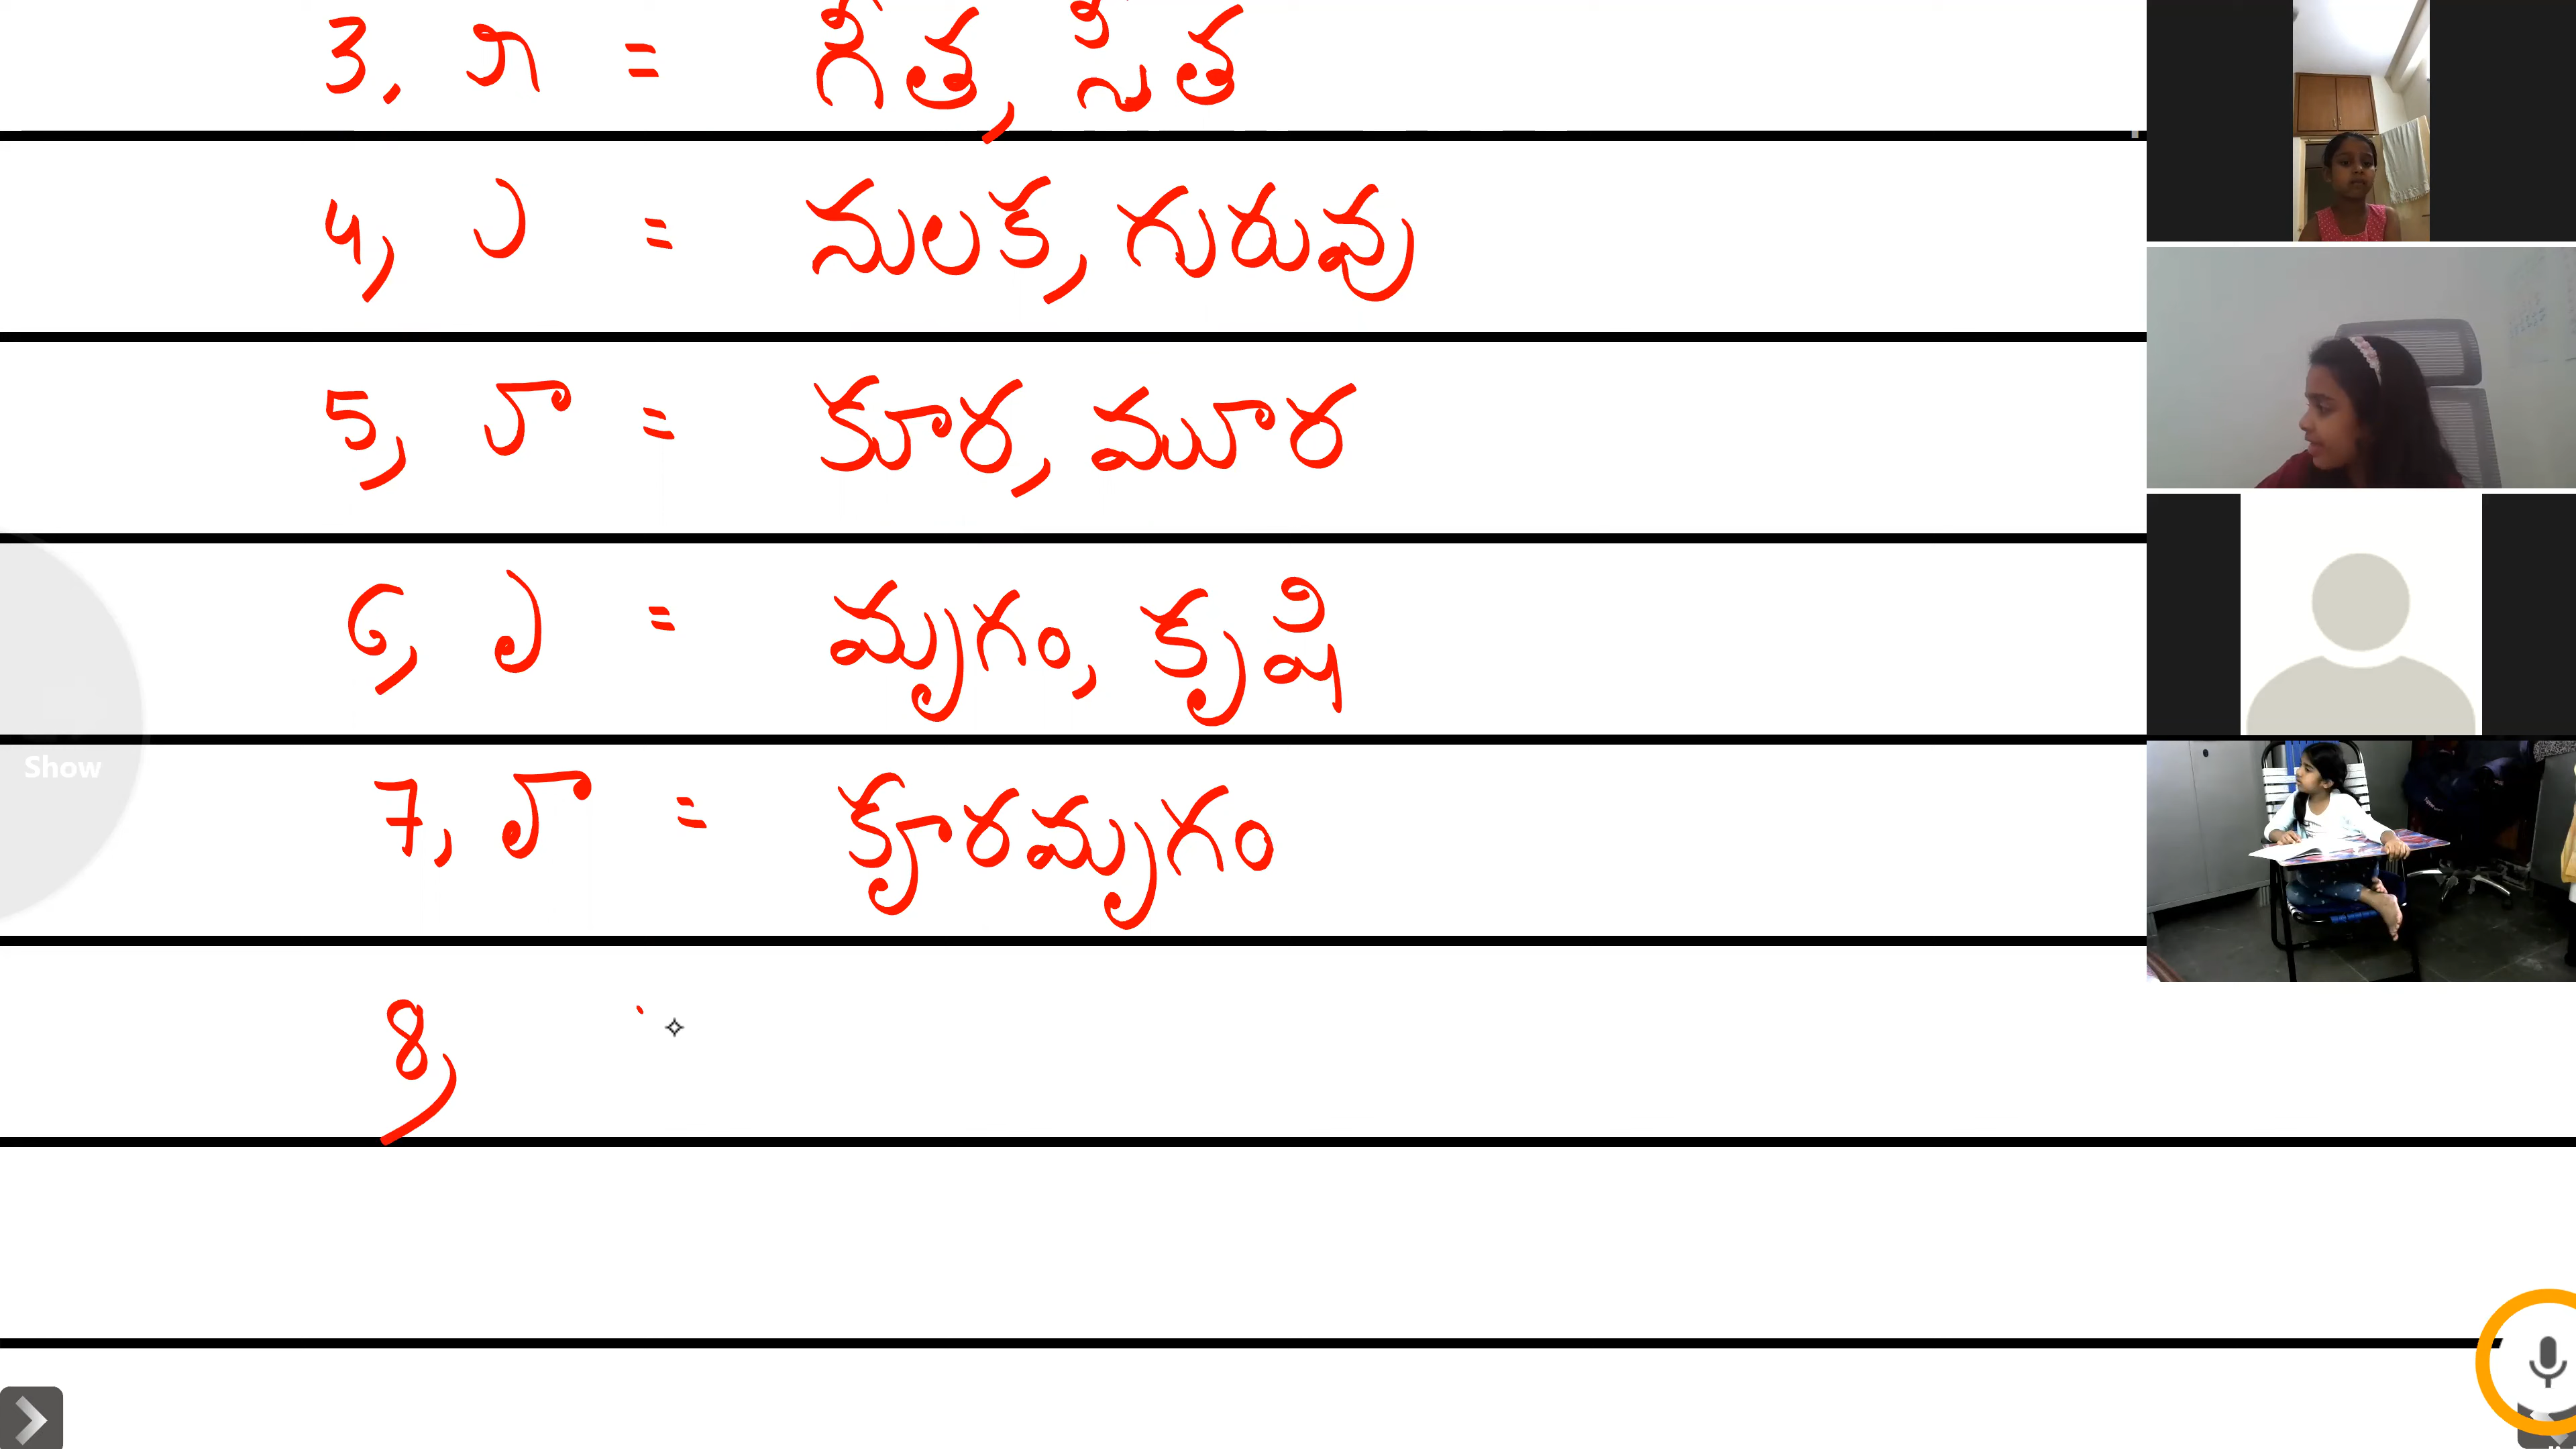 3, ీ = గీత, సీత
4, ు = నులక, గురువు
5, ూ = కూర, మూర
6, ృ = మృగం, కృషి
7, ౄ = కౄరమృగం
8,
Show